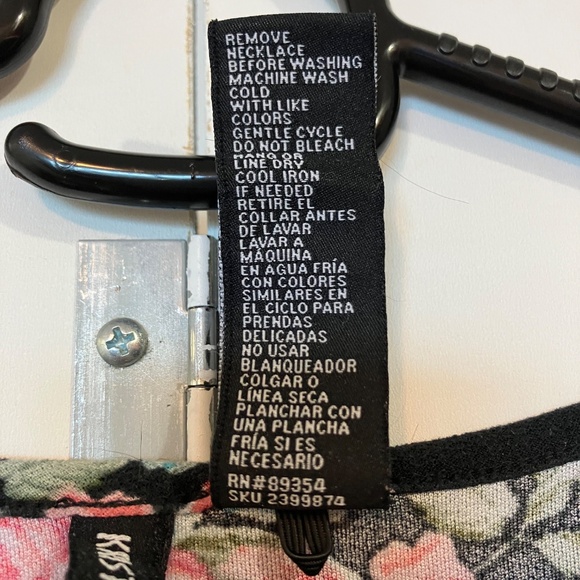 REMOVE
NECKLACE
BEFORE WASHING
MACHINE WASH
COLD
WITH LIKE
COLORS
GENTLE CYCLE
DO NOT BLEACH
HANG OR
LINE DRY
COOL IRON
IF NEEDED
RETIRE EL
COLLAR ANTES
DE LAVAR
LAVAR A
MÁQUINA
EN AGUA FRÍA
CON COLORES
SIMILARES EN
EL CICLO PARA
PRENDAS
DELICADAS
NO USAR
BLANQUEADOR
COLGAR O
LÍNEA SECA
PLANCHAR CON
UNA PLANCHA
FRÍA SI ES
NECESARIO
RN#89354
SKU 2399874